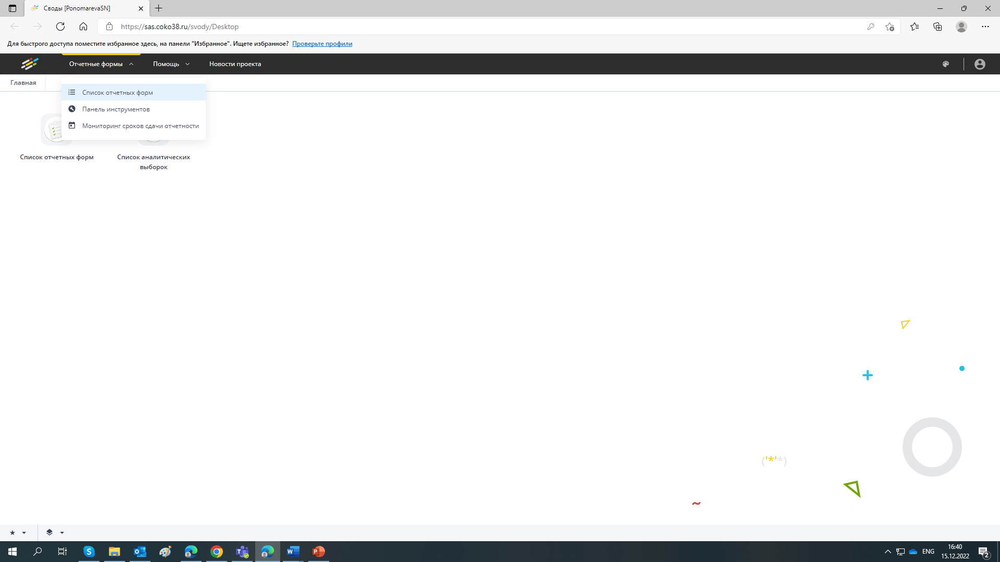 Своды [PonomarevaSN]
https://sas.coko38.ru/svody/Desktop
Для быстрого доступа поместите избранное здесь, на панели "Избранное". Ищете избранное? Проверьте профили
Отчетные формы Помощь Новости проекта
Главная
Список отчетных форм
Панель инструментов
Мониторинг сроков сдачи отчетности
Список отчетных форм
Список аналитических
выборок
('*'*)
~
ENG
16:40
15.12.2022
2